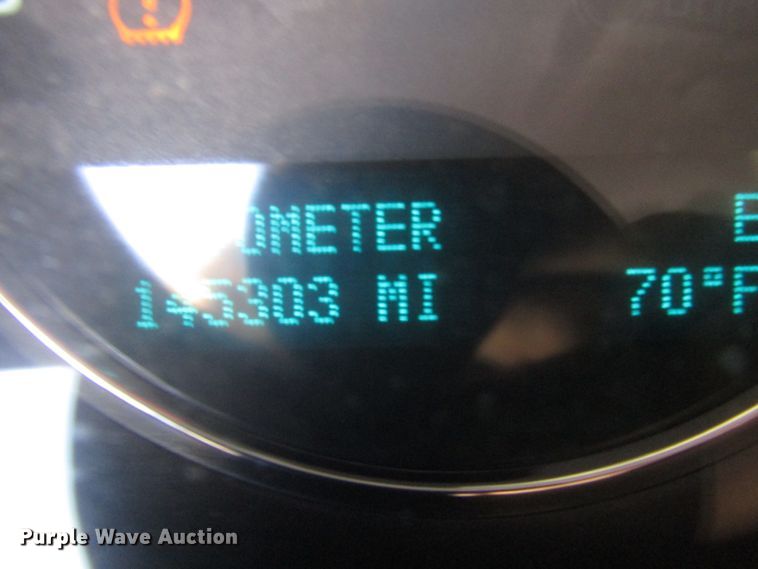 OMETER
E
145303 MI
70°F
Purple Wave Auction